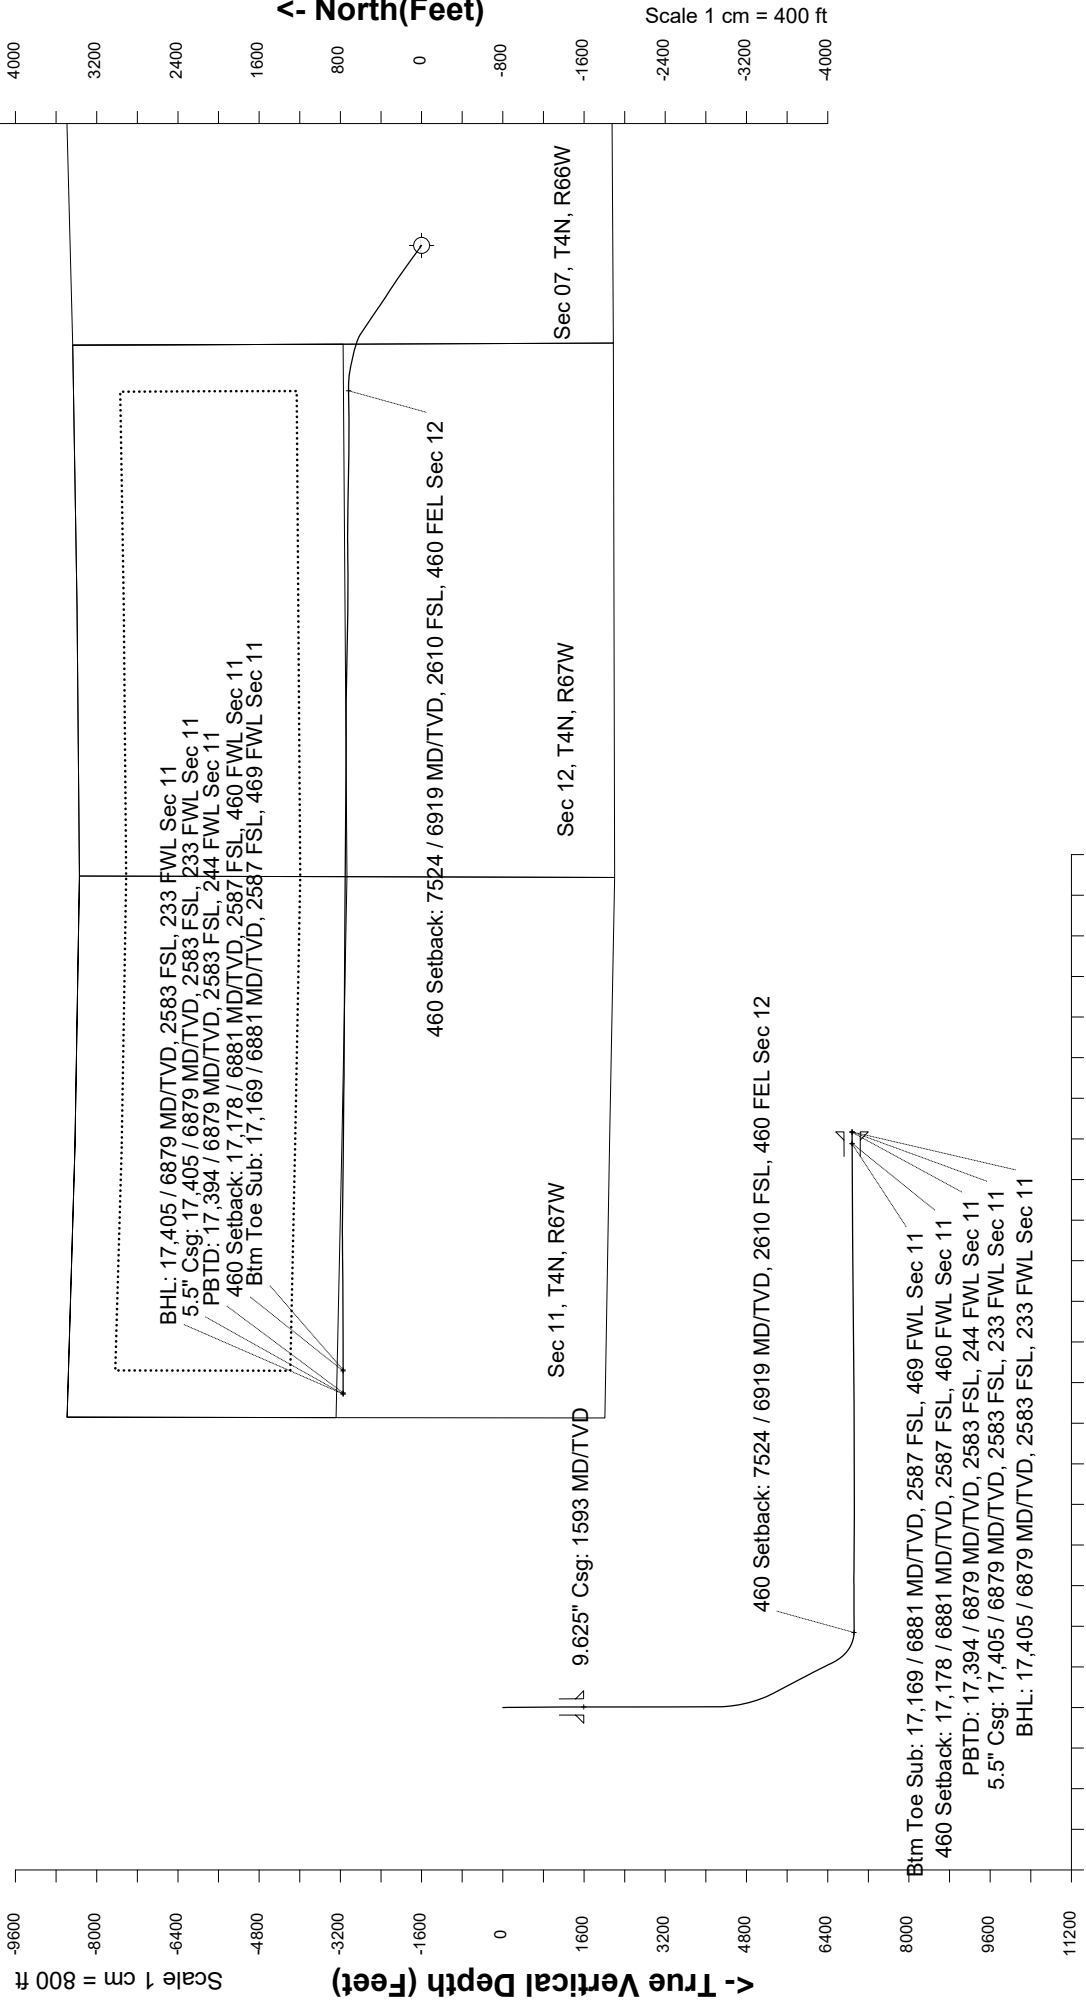 <- North(Feet)
Scale 1 cm = 400 ft
4000
3200
2400
1600
800
0
-800
-1600
-2400
-3200
-4000
Sec 07, T4N, R66W
460 Setback: 7524 / 6919 MD/TVD, 2610 FSL, 460 FEL Sec 12
Sec 12, T4N, R67W
BHL: 17,405 / 6879 MD/TVD, 2583 FSL, 233 FWL Sec 11
5.5" Csg: 17,405 / 6879 MD/TVD, 2583 FSL, 233 FWL Sec 11
PBTD: 17,394 / 6879 MD/TVD, 2583 FSL, 244 FWL Sec 11
460 Setback: 17,178 / 6881 MD/TVD, 2587 FSL, 460 FWL Sec 11
Btm Toe Sub: 17,169 / 6881 MD/TVD, 2587 FSL, 469 FWL Sec 11
Sec 11, T4N, R67W
9.625" Csg: 1593 MD/TVD
460 Setback: 7524 / 6919 MD/TVD, 2610 FSL, 460 FEL Sec 12
Btm Toe Sub: 17,169 / 6881 MD/TVD, 2587 FSL, 469 FWL Sec 11
460 Setback: 17,178 / 6881 MD/TVD, 2587 FSL, 460 FWL Sec 11
PBTD: 17,394 / 6879 MD/TVD, 2583 FSL, 244 FWL Sec 11
5.5" Csg: 17,405 / 6879 MD/TVD, 2583 FSL, 233 FWL Sec 11
BHL: 17,405 / 6879 MD/TVD, 2583 FSL, 233 FWL Sec 11
-9600
-8000
-6400
-4800
-3200
-1600
0
1600
3200
4800
6400
8000
9600
11200
Scale 1 cm = 800 ft
<- True Vertical Depth (Feet)